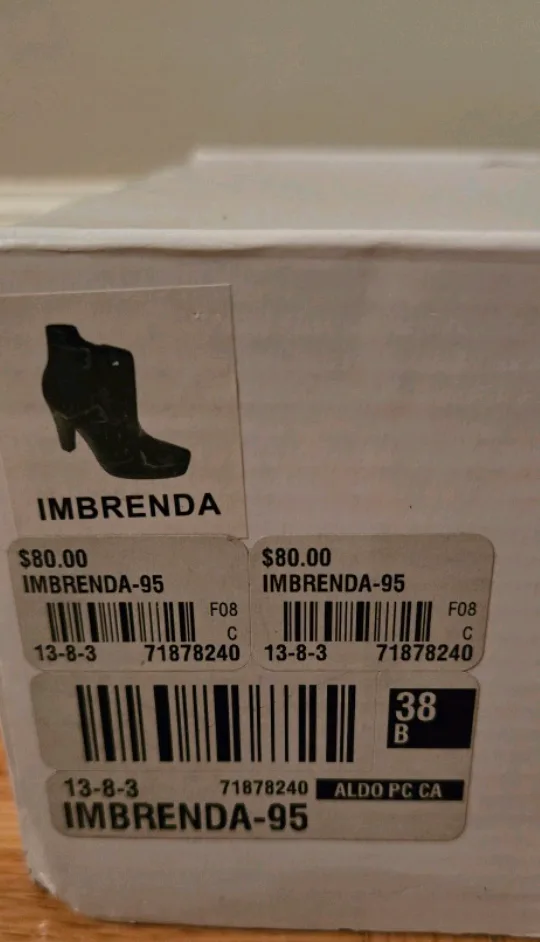 IMBRENDA
$80.00
IMBRENDA-95
F08
C
13-8-3 71878240
$80.00
IMBRENDA-95
F08
C
13-8-3 71878240
38
B
13-8-3 71878240 ALDO PC CA
IMBRENDA-95